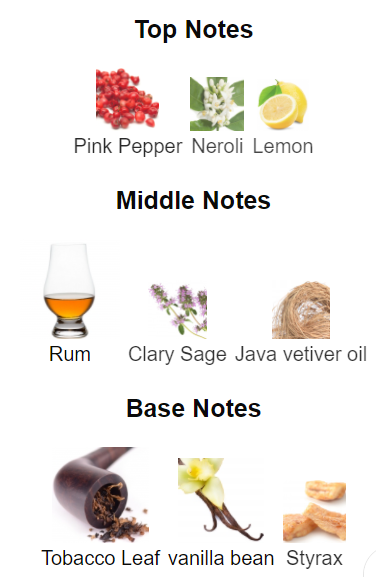 Top Notes
Pink Pepper Neroli Lemon
Middle Notes
Rum Clary Sage Java vetiver oil
Base Notes
Tobacco Leaf vanilla bean Styrax